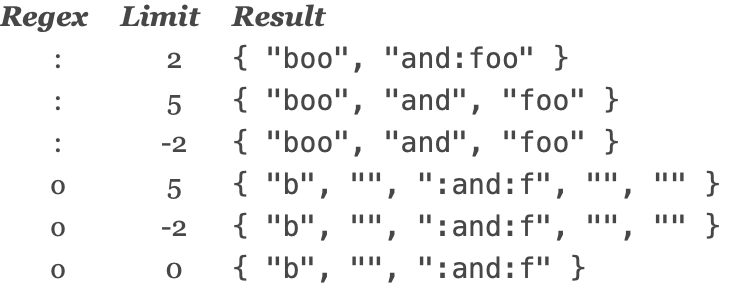 Regex Limit Result
: 2 { "boo", "and:foo" }
: 5 { "boo", "and", "foo" }
: -2 { "boo", "and", "foo" }
o 5 { "b", "", ":and:f", "", "" }
o -2 { "b", "", ":and:f", "", "" }
o 0 { "b", "", ":and:f" }